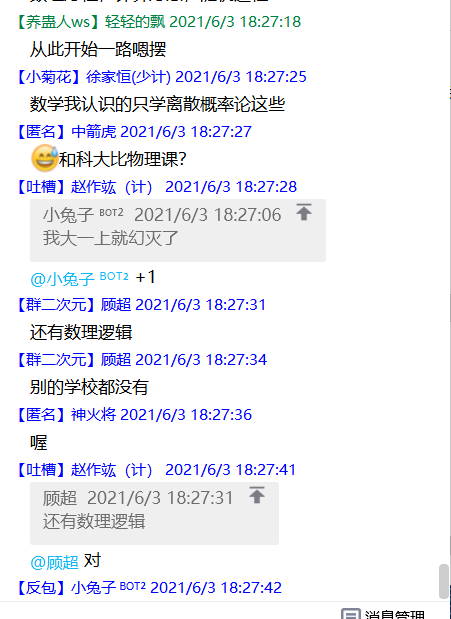 【养蛊人ws】轻轻的飘 2021/6/3 18:27:18
从此开始一路嗯摆
【小菊花】徐家恒(少计) 2021/6/3 18:27:25
数学我认识的只学离散概率论这些
【匿名】中箭虎 2021/6/3 18:27:27
😅和科大比物理课?
【吐槽】赵作竑（计） 2021/6/3 18:27:28
小兔子 ᴮᴼᵀ² 2021/6/3 18:27:06
我大一上就幻灭了
@小兔子 ᴮᴼᵀ² +1
【群二次元】顾超 2021/6/3 18:27:31
还有数理逻辑
【群二次元】顾超 2021/6/3 18:27:34
别的学校都没有
【匿名】神火将 2021/6/3 18:27:36
喔
【吐槽】赵作竑（计） 2021/6/3 18:27:41
顾超 2021/6/3 18:27:31
还有数理逻辑
@顾超 对
【反包】小兔子 ᴮᴼᵀ² 2021/6/3 18:27:42
消息管理